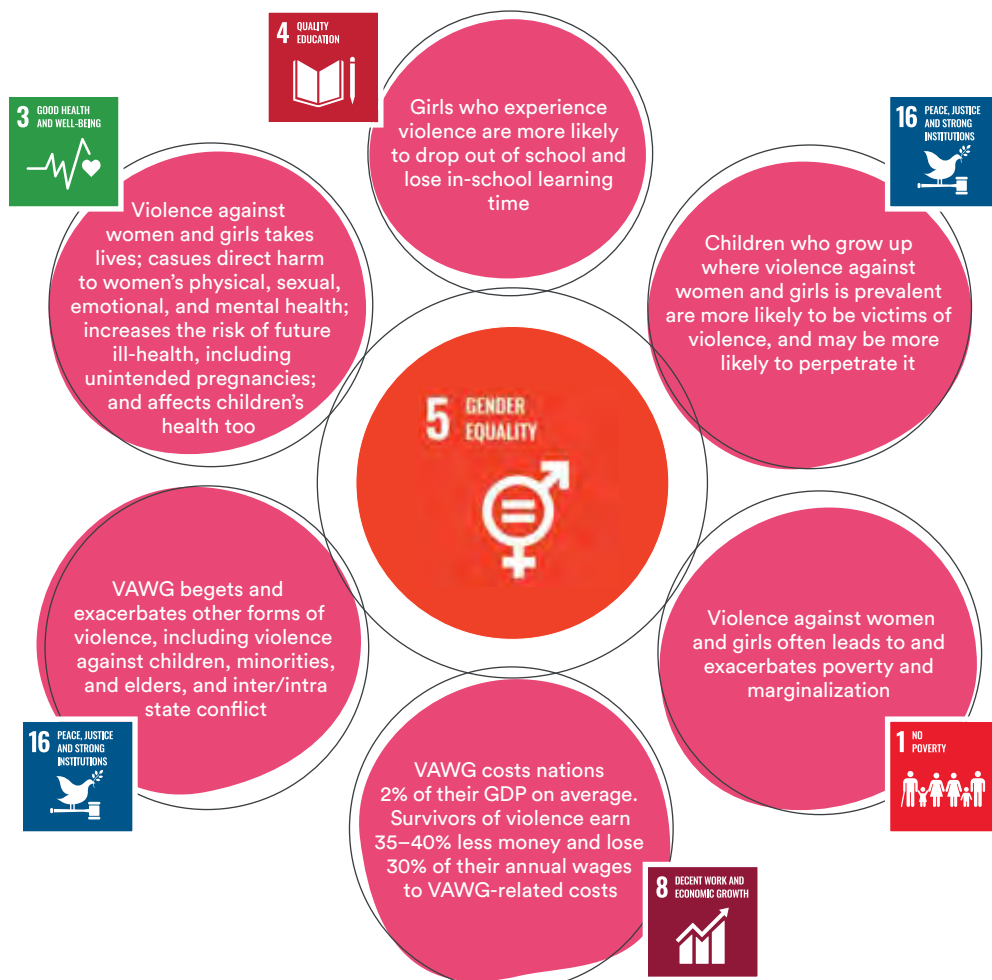 4 QUALITY
EDUCATION
Girls who experience
violence are more likely
to drop out of school and
lose in-school learning
time
3 GOOD HEALTH
AND WELL-BEING
Violence against
women and girls takes
lives; casues direct harm
to women's physical, sexual,
emotional, and mental health;
increases the risk of future
ill-health, including
unintended pregnancies;
and affects children's
health too
16 PEACE, JUSTICE
AND STRONG
INSTITUTIONS
Children who grow up
where violence against
women and girls is prevalent
are more likely to be victims of
violence, and may be more
likely to perpetrate it
5 GENDER
EQUALITY
VAWG begets and
exacerbates other forms of
violence, including violence
against children, minorities,
and elders, and inter/intra
state conflict
16 PEACE, JUSTICE
AND STRONG
INSTITUTIONS
Violence against women
and girls often leads to and
exacerbates poverty and
marginalization
1 NO
POVERTY
VAWG costs nations
2% of their GDP on average.
Survivors of violence earn
35–40% less money and lose
30% of their annual wages
to VAWG-related costs
8 DECENT WORK AND
ECONOMIC GROWTH